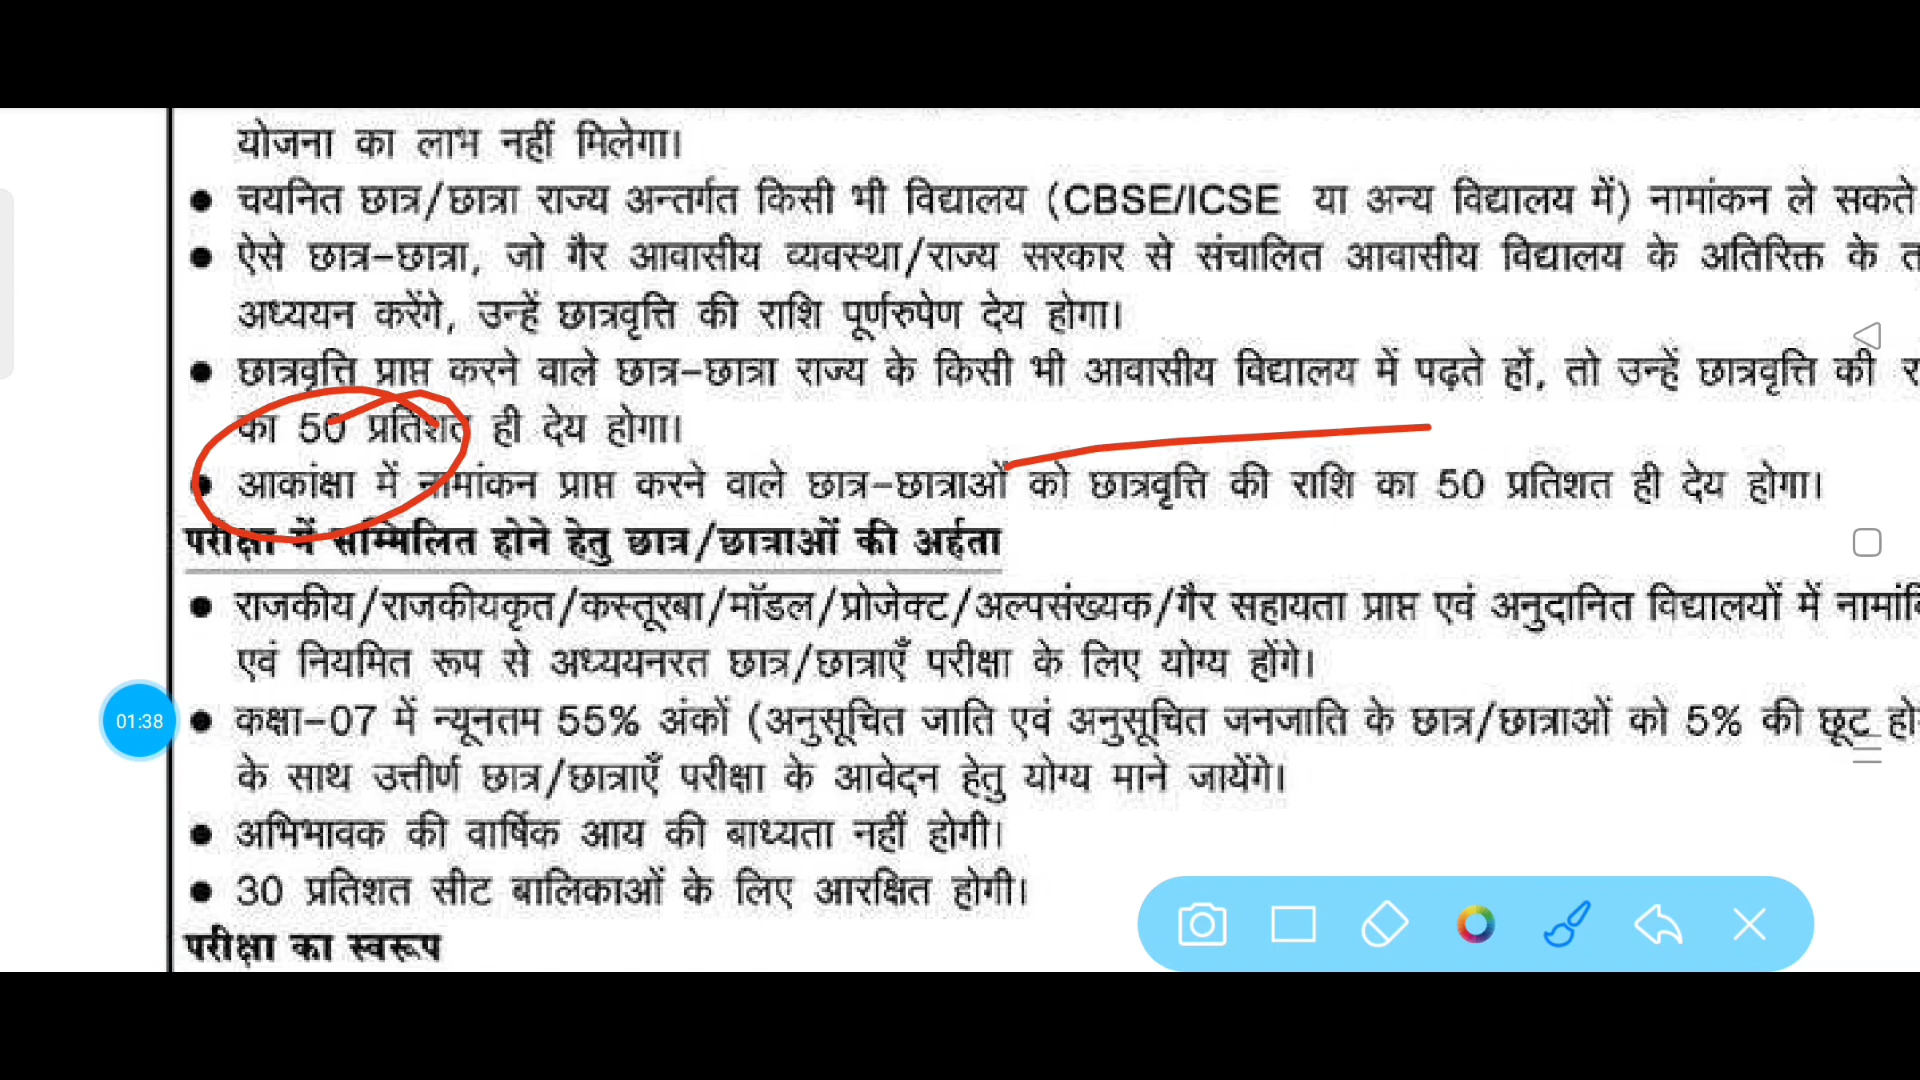 योजना का लाभ नहीं मिलेगा।
● चयनित छात्र/छात्रा राज्य अन्तर्गत किसी भी विद्यालय (CBSE/ICSE या अन्य विद्यालय में) नामांकन ले सकते
● ऐसे छात्र-छात्रा, जो गैर आवासीय व्यवस्था/राज्य सरकार से संचालित आवासीय विद्यालय के अतिरिक्त के
अध्ययन करेंगे, उन्हें छात्रवृत्ति की राशि पूर्णरुपेण देय होगा।
● छात्रवृत्ति प्राप्त करने वाले छात्र-छात्रा राज्य के किसी भी आवासीय विद्यालय में पढ़ते हों, तो उन्हें छात्रवृत्ति की
का 50 प्रतिशत ही देय होगा।
● आकांक्षा में नामांकन प्राप्त करने वाले छात्र-छात्राओं को छात्रवृत्ति की राशि का 50 प्रतिशत ही देय होगा।
परीक्षा में सम्मिलित होने हेतु छात्र/छात्राओं की अर्हता
● राजकीय/राजकीयकृत/कस्तूरबा/मॉडल/प्रोजेक्ट/अल्पसंख्यक/गैर सहायता प्राप्त एवं अनुदानित विद्यालयों में
एवं नियमित रूप से अध्ययनरत छात्र/छात्राएँ परीक्षा के लिए योग्य होंगे।
01:38
● कक्षा-07 में न्यूनतम 55% अंकों (अनुसूचित जाति एवं अनुसूचित जनजाति के छात्र/छात्राओं को 5% की छूट
के साथ उत्तीर्ण छात्र/छात्राएँ परीक्षा के आवेदन हेतु योग्य माने जायेंगे।
● अभिभावक की वार्षिक आय की बाध्यता नहीं होगी।
● 30 प्रतिशत सीट बालिकाओं के लिए आरक्षित होगी।
परीक्षा का स्वरूप